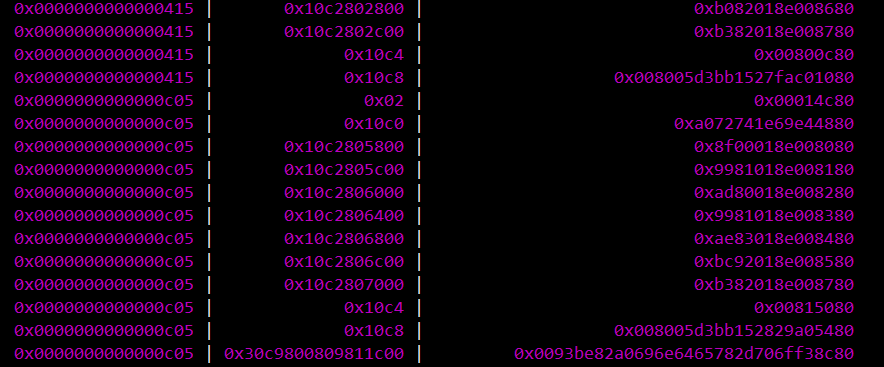 0x0000000000000415 | 0x10c2802800 | 0xb082018e008680
0x0000000000000415 | 0x10c2802c00 | 0xb382018e008780
0x0000000000000415 | 0x10c4 | 0x00800c80
0x0000000000000415 | 0x10c8 | 0x008005d3bb1527fac01080
0x0000000000000c05 | 0x02 | 0x00014c80
0x0000000000000c05 | 0x10c0 | 0xa072741e69e44880
0x0000000000000c05 | 0x10c2805800 | 0x8f00018e008080
0x0000000000000c05 | 0x10c2805c00 | 0x9981018e008180
0x0000000000000c05 | 0x10c2806000 | 0xad80018e008280
0x0000000000000c05 | 0x10c2806400 | 0x9981018e008380
0x0000000000000c05 | 0x10c2806800 | 0xae83018e008480
0x0000000000000c05 | 0x10c2806c00 | 0xbc92018e008580
0x0000000000000c05 | 0x10c2807000 | 0xb382018e008780
0x0000000000000c05 | 0x10c4 | 0x00815080
0x0000000000000c05 | 0x10c8 | 0x008005d3bb152829a05480
0x0000000000000c05 | 0x30c9800809811c00 | 0x0093be82a0696e6465782d706ff38c80